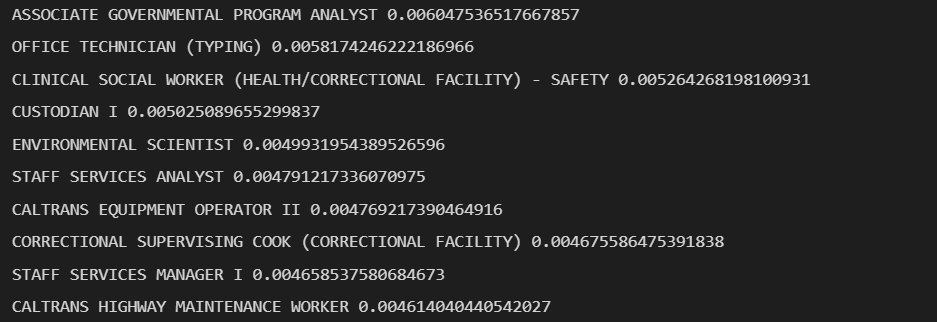 ASSOCIATE GOVERNMENTAL PROGRAM ANALYST 0.006047536517667857
OFFICE TECHNICIAN (TYPING) 0.0058174246222186966
CLINICAL SOCIAL WORKER (HEALTH/CORRECTIONAL FACILITY) - SAFETY 0.005264268198100931
CUSTODIAN I 0.005025089655299837
ENVIRONMENTAL SCIENTIST 0.0049931954389526596
STAFF SERVICES ANALYST 0.004791217336070975
CALTRANS EQUIPMENT OPERATOR II 0.004769217390464916
CORRECTIONAL SUPERVISING COOK (CORRECTIONAL FACILITY) 0.004675586475391838
STAFF SERVICES MANAGER I 0.004658537580684673
CALTRANS HIGHWAY MAINTENANCE WORKER 0.004614040440542027